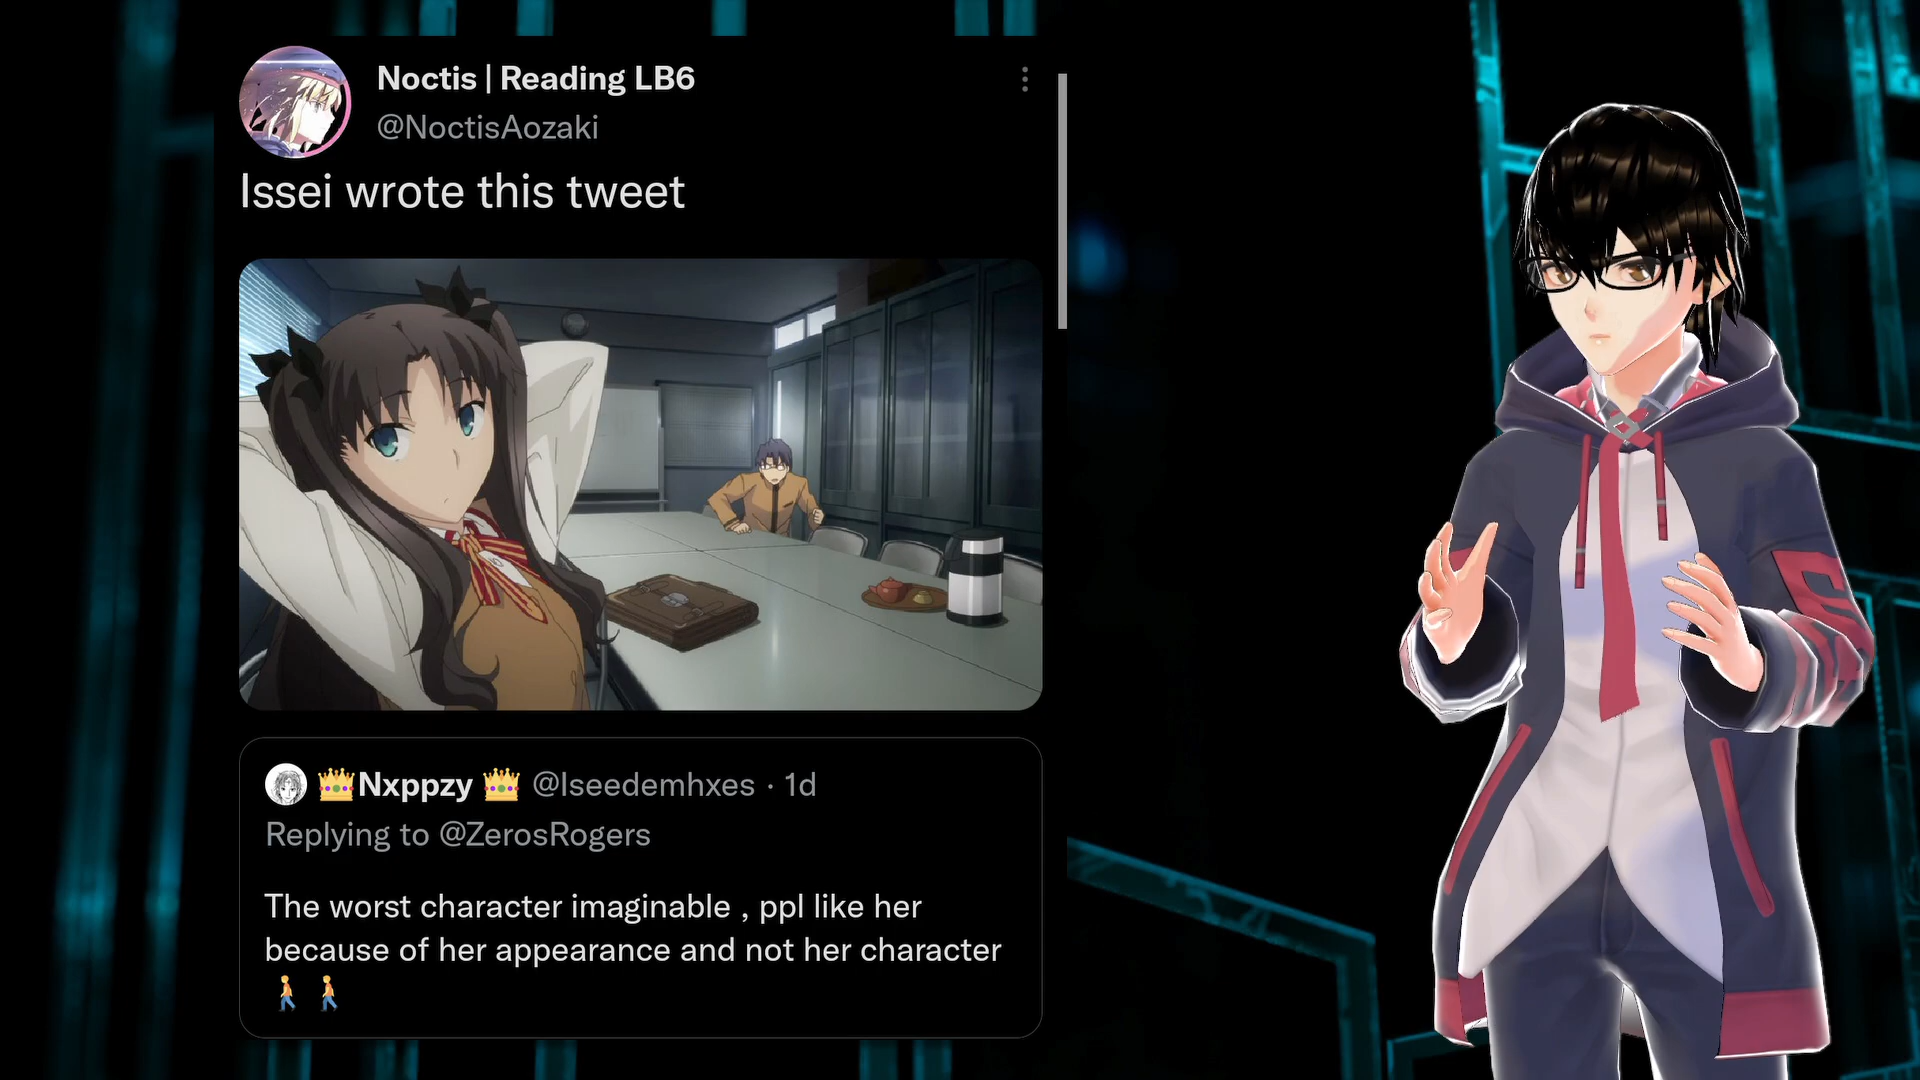 Noctis | Reading LB6
@NoctisAozaki
Issei wrote this tweet
👑Nxppzy 👑 @Iseedemhxes · 1d
Replying to @ZerosRogers
The worst character imaginable , ppl like her
because of her appearance and not her character
🚶🚶